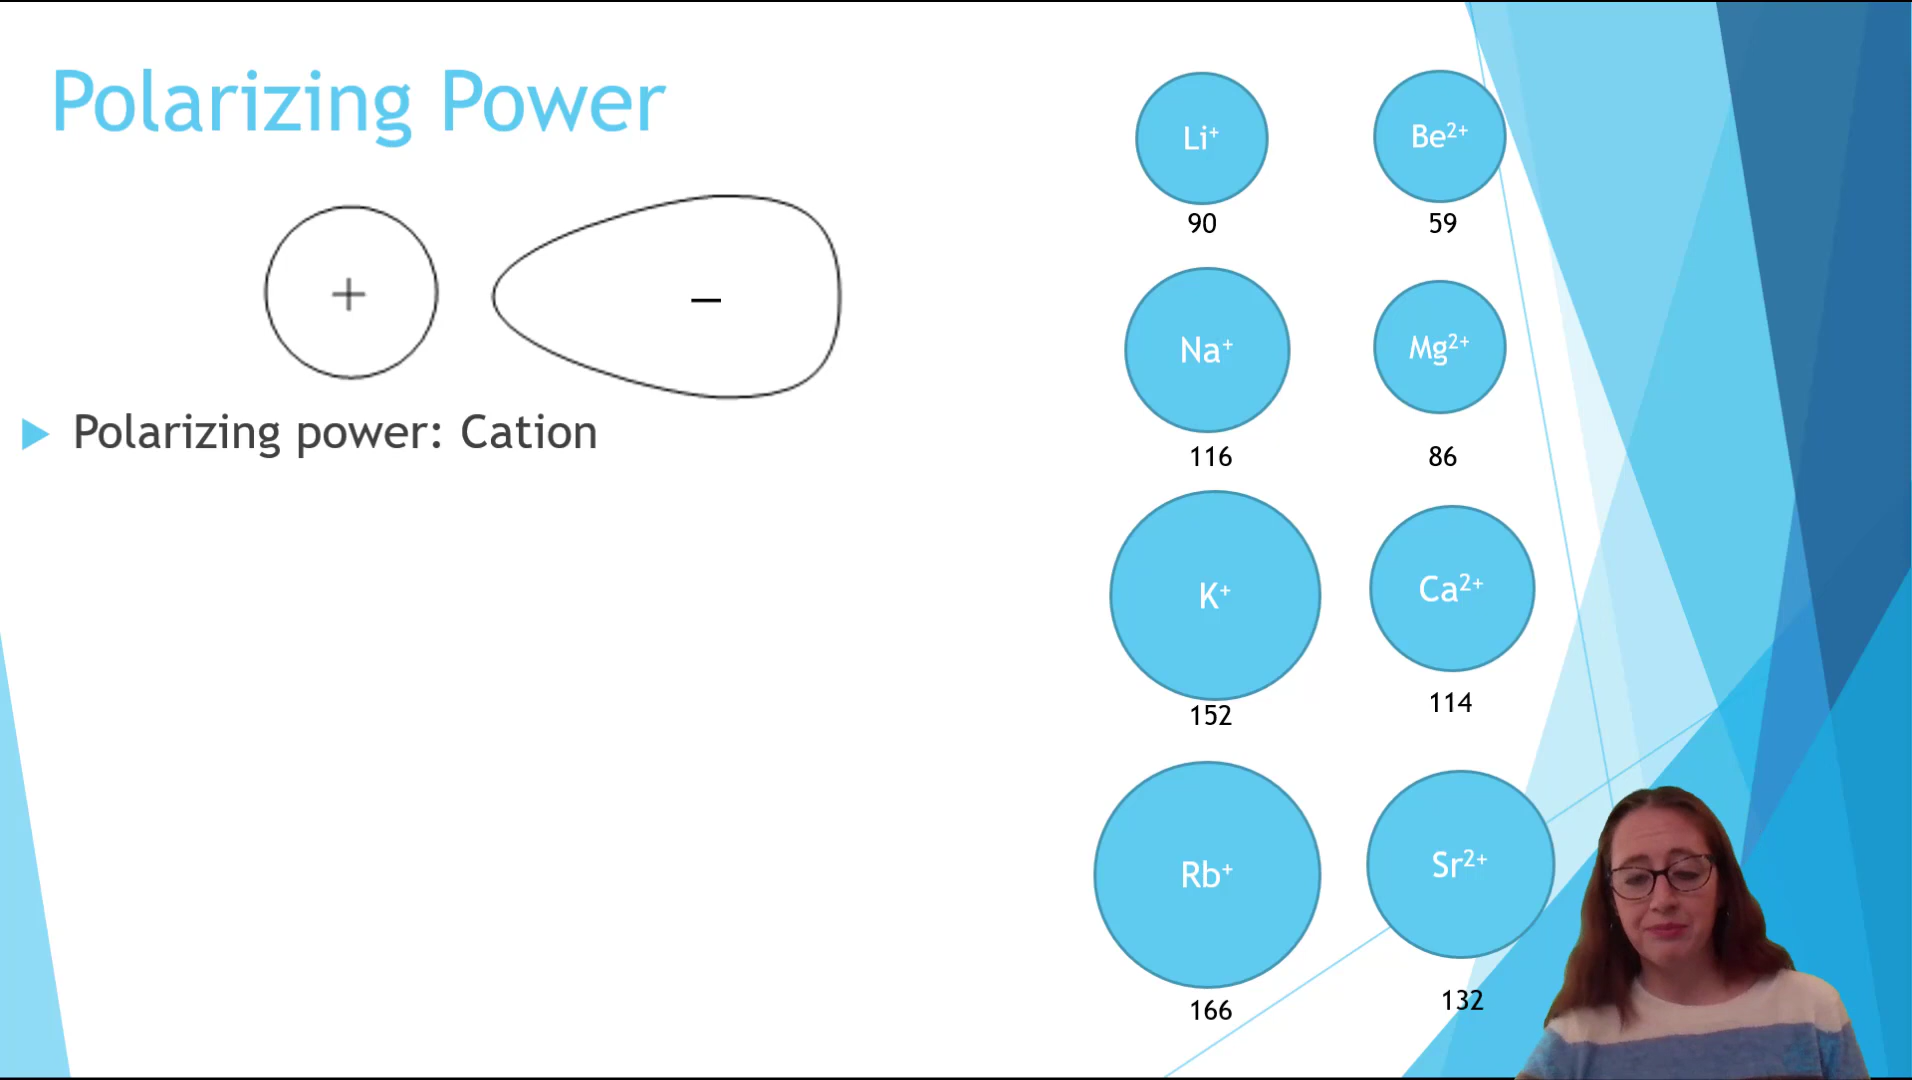 Polarizing Power
+
−
Polarizing power: Cation
Li⁺
Be²⁺
90
59
Na⁺
Mg²⁺
116
86
K⁺
Ca²⁺
152
114
Rb⁺
Sr²⁺
166
132